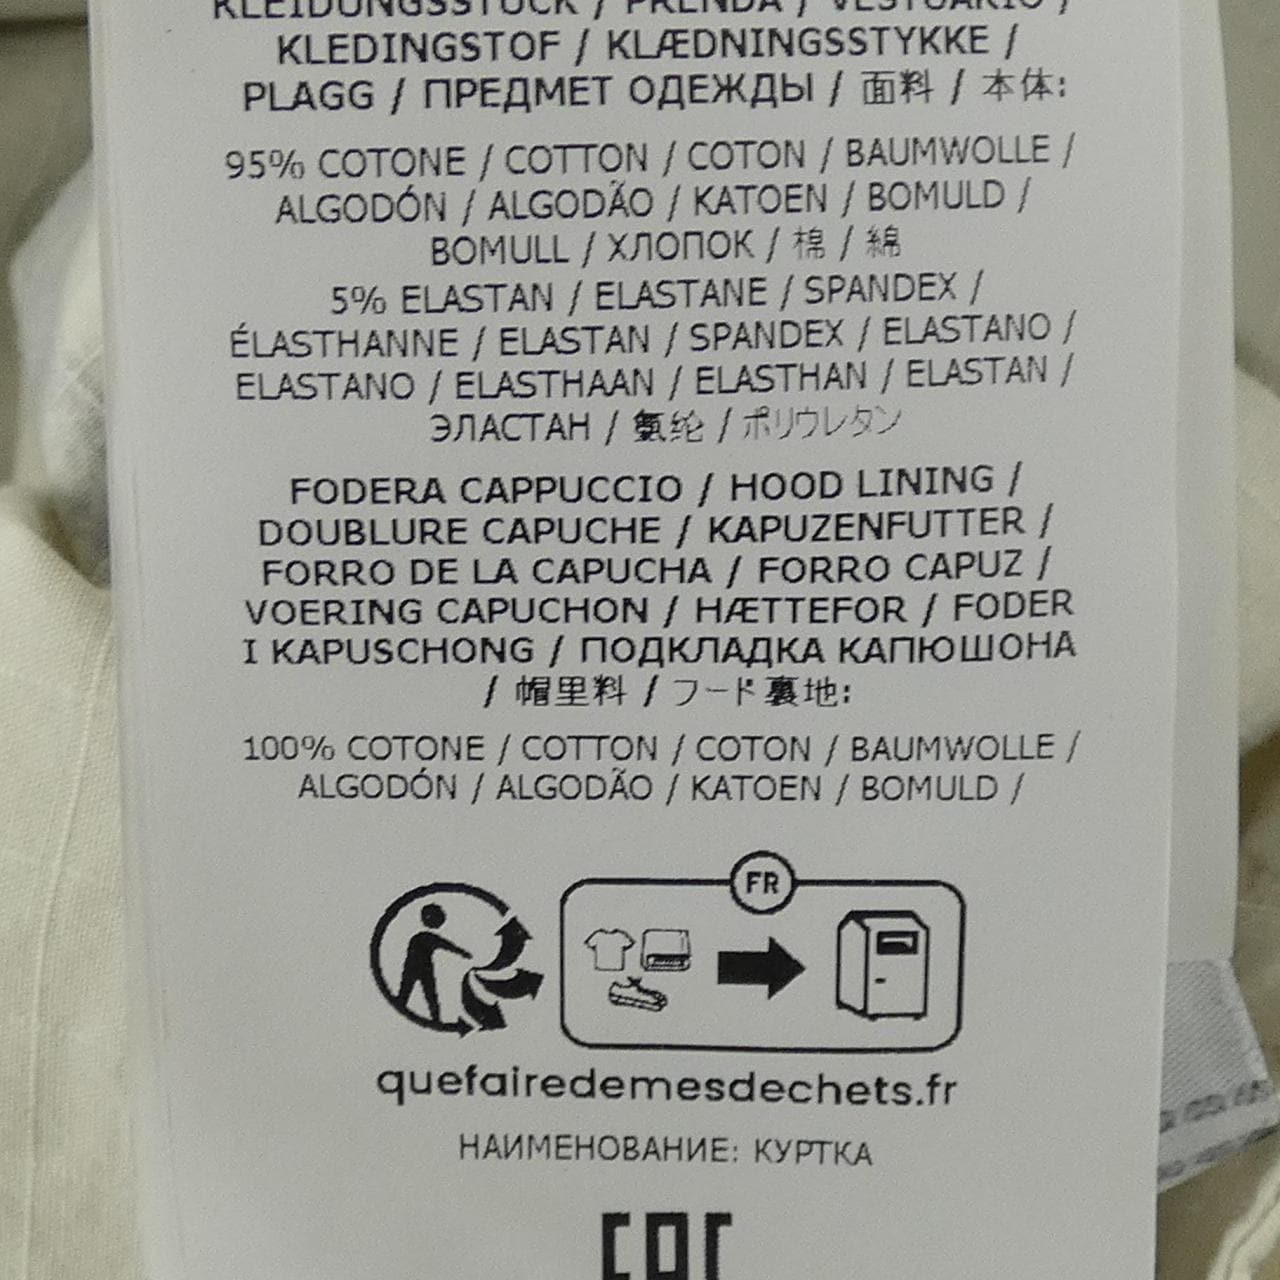 KLEIDUNGSSTÜCK / PRENDA / VESTUÁRIO /
KLEDINGSTOF / KLÆDNINGSSTYKKE /
PLAGG / ПРЕДМЕТ ОДЕЖДЫ / 面料 / 本体:
95% COTONE / COTTON / COTON / BAUMWOLLE /
ALGODÓN / ALGODÃO / KATOEN / BOMULD /
BOMULL / ХЛОПОК / 棉 / 綿
5% ELASTAN / ELASTANE / SPANDEX /
ÉLASTHANNE / ELASTAN / SPANDEX / ELASTANO /
ELASTANO / ELASTHAAN / ELASTHAN / ELASTAN /
ЭЛАСТАН / 氨纶 / ポリウレタン
FODERA CAPPUCCIO / HOOD LINING /
DOUBLURE CAPUCHE / KAPUZENFUTTER /
FORRO DE LA CAPUCHA / FORRO CAPUZ /
VOERING CAPUCHON / HÆTTEFOR / FODER
I KAPUSCHONG / ПОДКЛАДКА КАПЮШОНА
/ 帽里料 / フード裏地:
100% COTONE / COTTON / COTON / BAUMWOLLE /
ALGODÓN / ALGODÃO / KATOEN / BOMULD /
FR
quefairedemesdechets.fr
НАИМЕНОВАНИЕ: КУРТКА
EAC